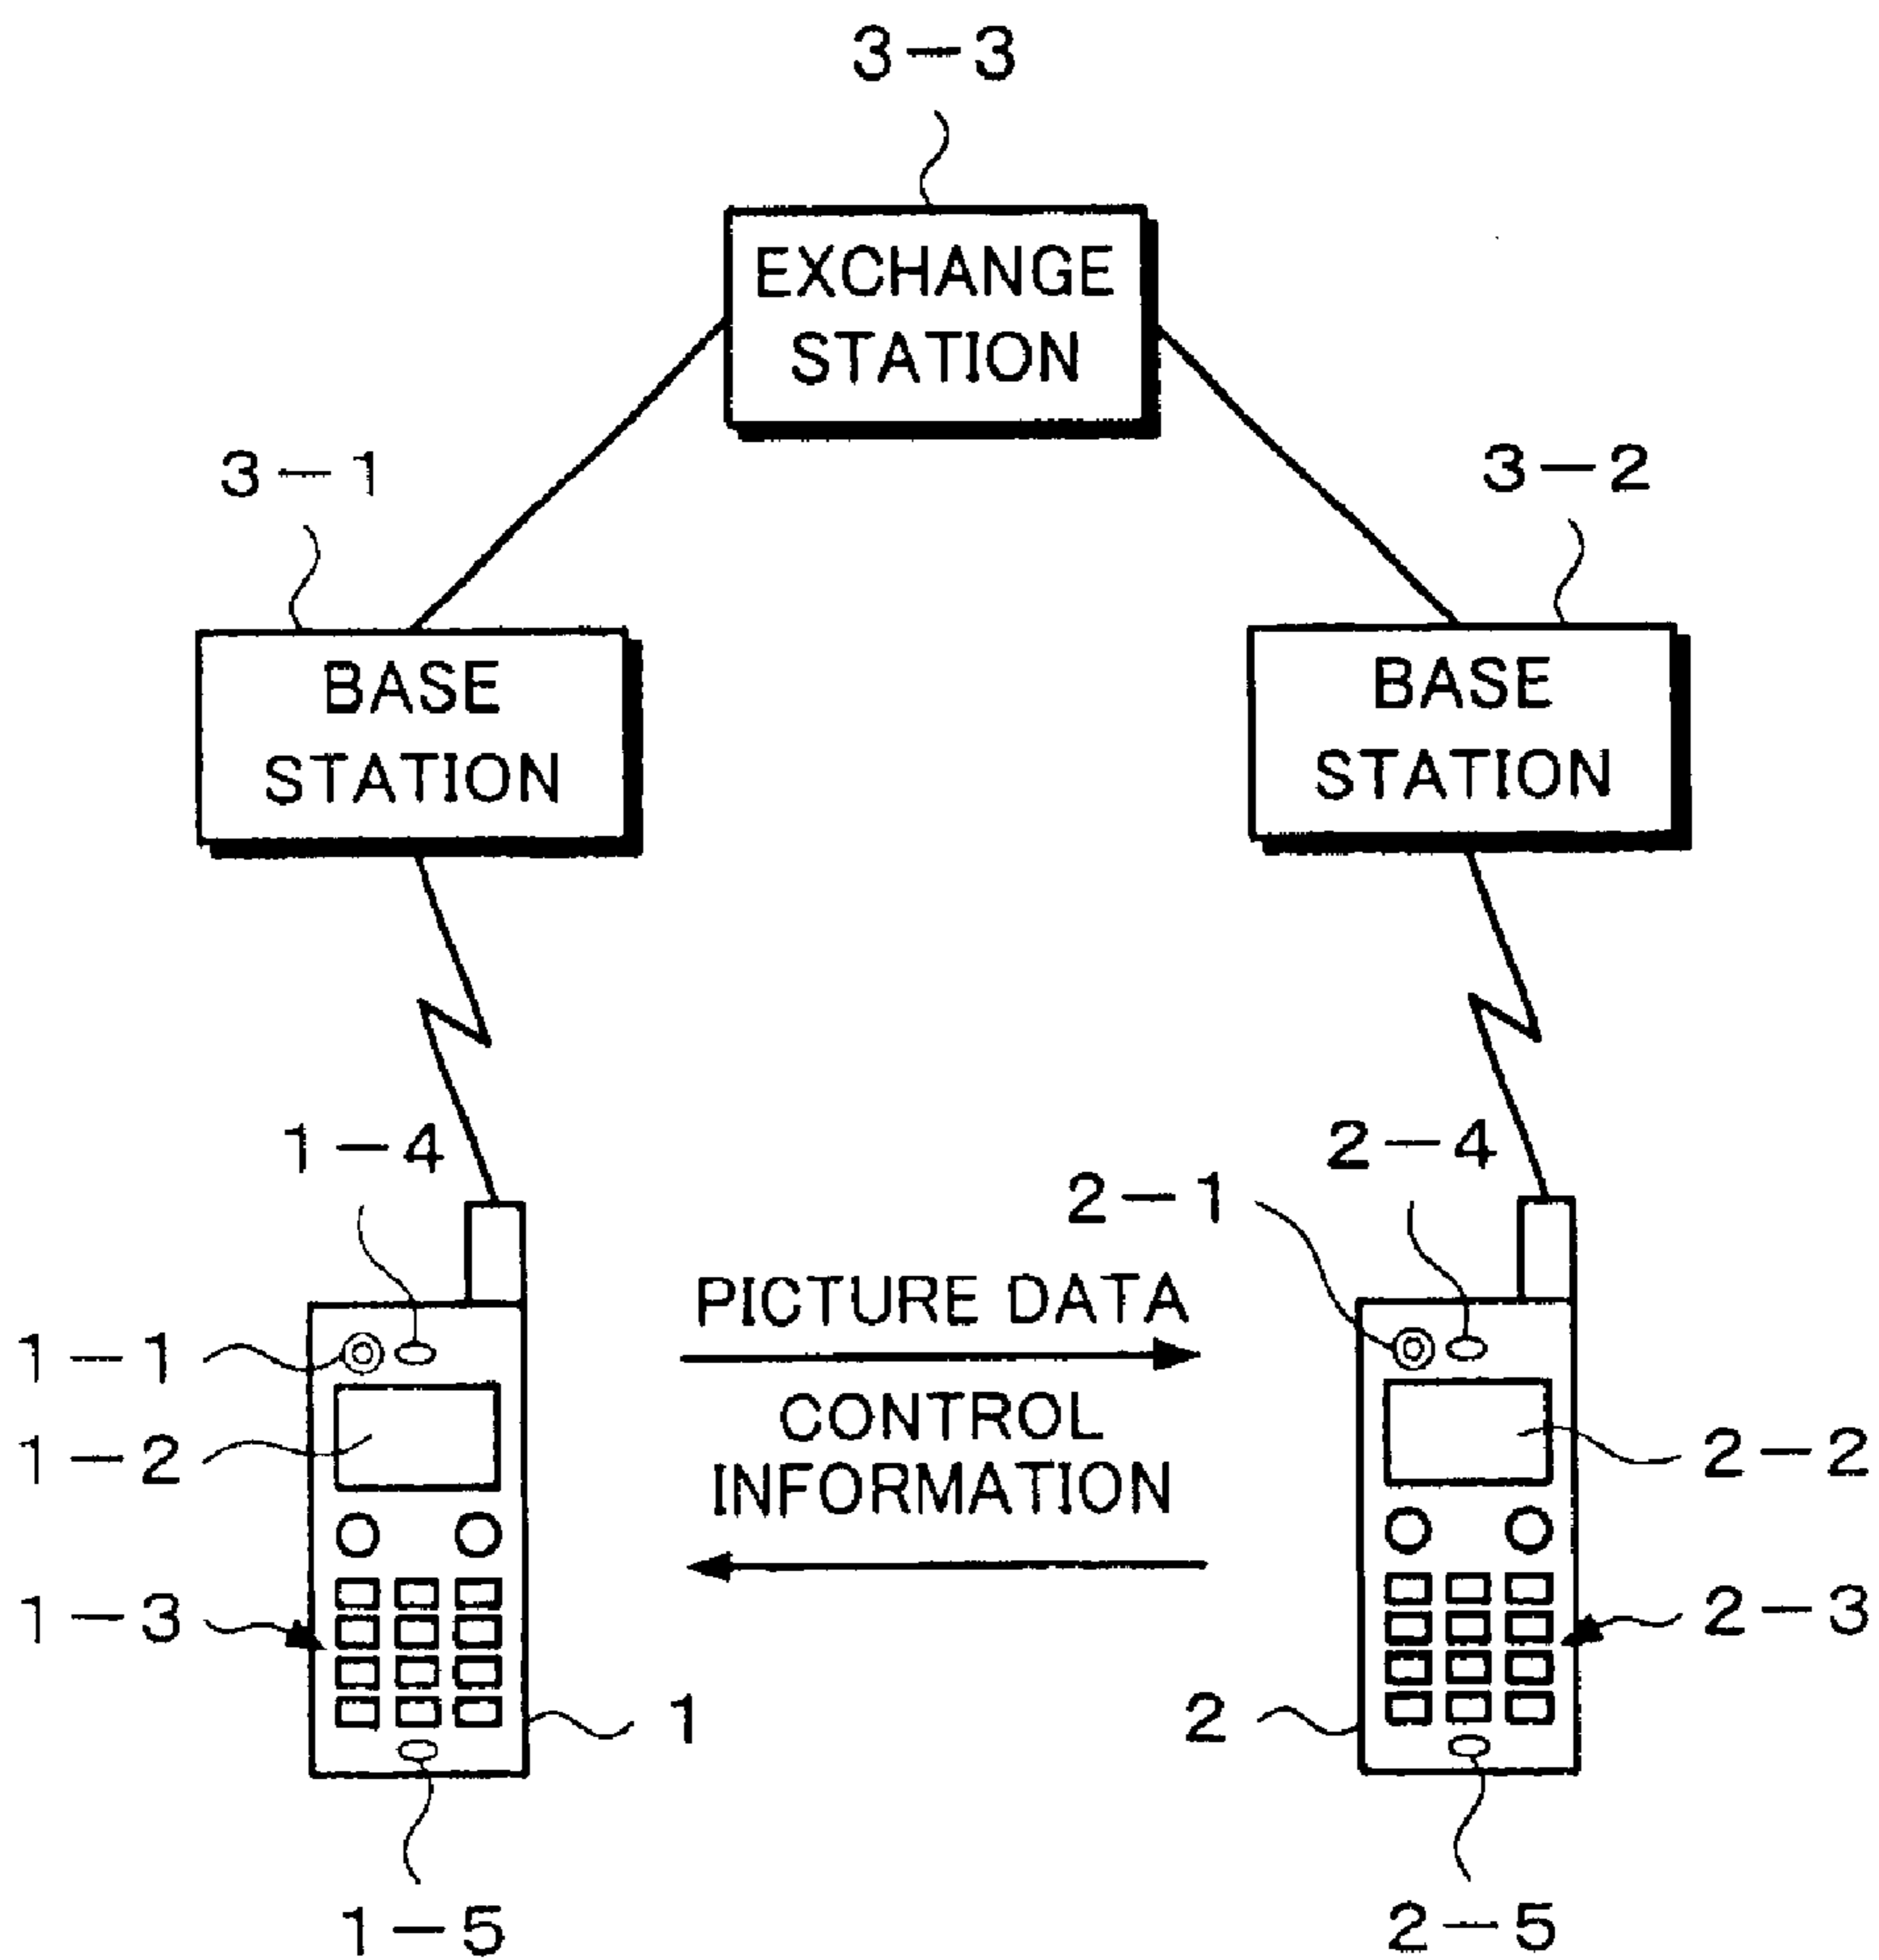 3-3
EXCHANGE
STATION
3-1
3-2
BASE
STATION
BASE
STATION
1-4
2-4
2-1
PICTURE DATA
1-1
CONTROL
INFORMATION
1-2
2-2
1-3
2-3
1
2
1-5
2-5